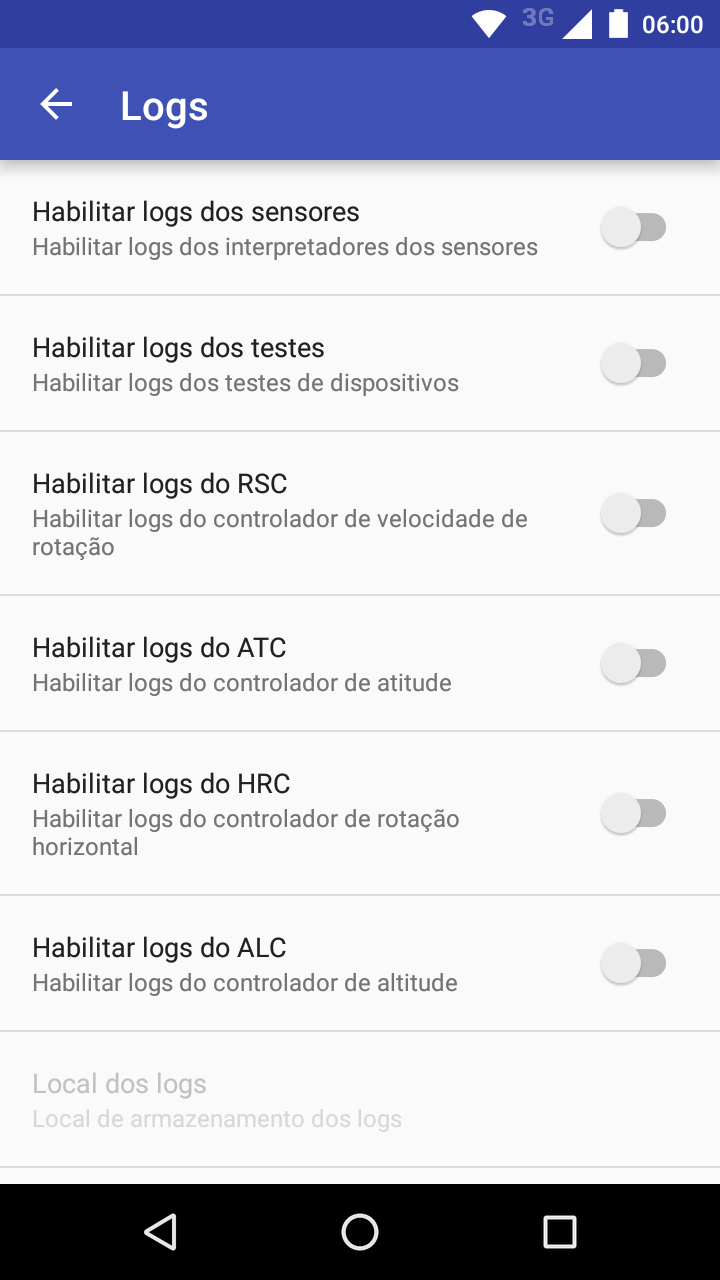 3G 06:00
Logs
Habilitar logs dos sensores
Habilitar logs dos interpretadores dos sensores
Habilitar logs dos testes
Habilitar logs dos testes de dispositivos
Habilitar logs do RSC
Habilitar logs do controlador de velocidade de
rotação
Habilitar logs do ATC
Habilitar logs do controlador de atitude
Habilitar logs do HRC
Habilitar logs do controlador de rotação
horizontal
Habilitar logs do ALC
Habilitar logs do controlador de altitude
Local dos logs
Local de armazenamento dos logs